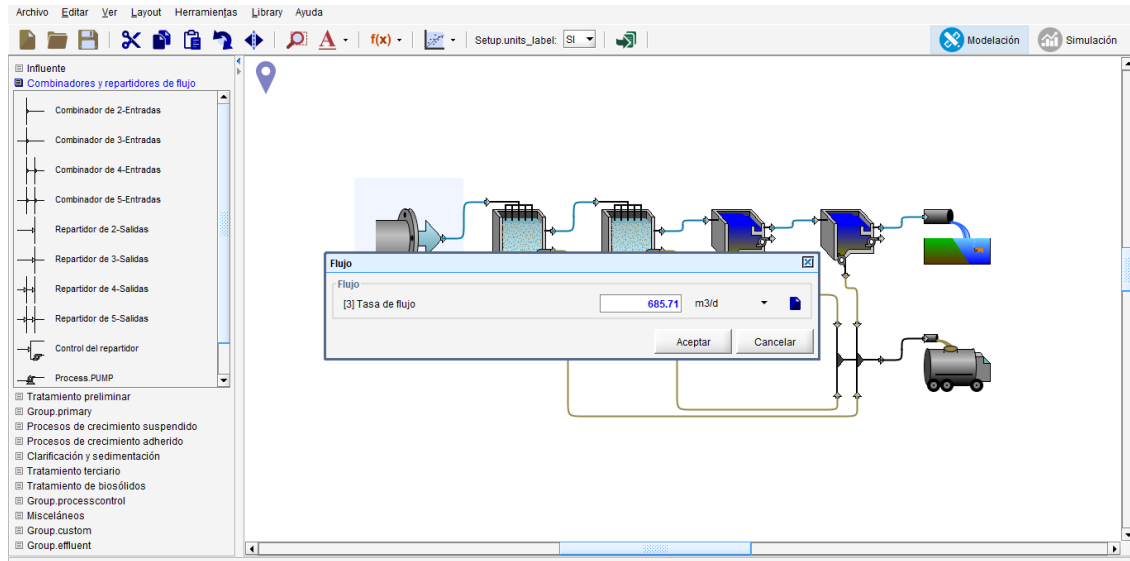 Archivo Editar Ver Layout Herramientas Library Ayuda
A f(x) Setup.units_label: SI Modelación Simulación
Influente
Combinadores y repartidores de flujo
Combinador de 2-Entradas
Combinador de 3-Entradas
Combinador de 4-Entradas
Combinador de 5-Entradas
Repartidor de 2-Salidas
Repartidor de 3-Salidas
Repartidor de 4-Salidas
Repartidor de 5-Salidas
Control del repartidor
Process.PUMP
Tratamiento preliminar
Group.primary
Procesos de crecimiento suspendido
Procesos de crecimiento adherido
Clarificación y sedimentación
Tratamiento terciario
Tratamiento de biosólidos
Group.processcontrol
Misceláneos
Group.custom
Group.effluent
Flujo
Flujo
[3] Tasa de flujo 685.71 m3/d
Aceptar Cancelar